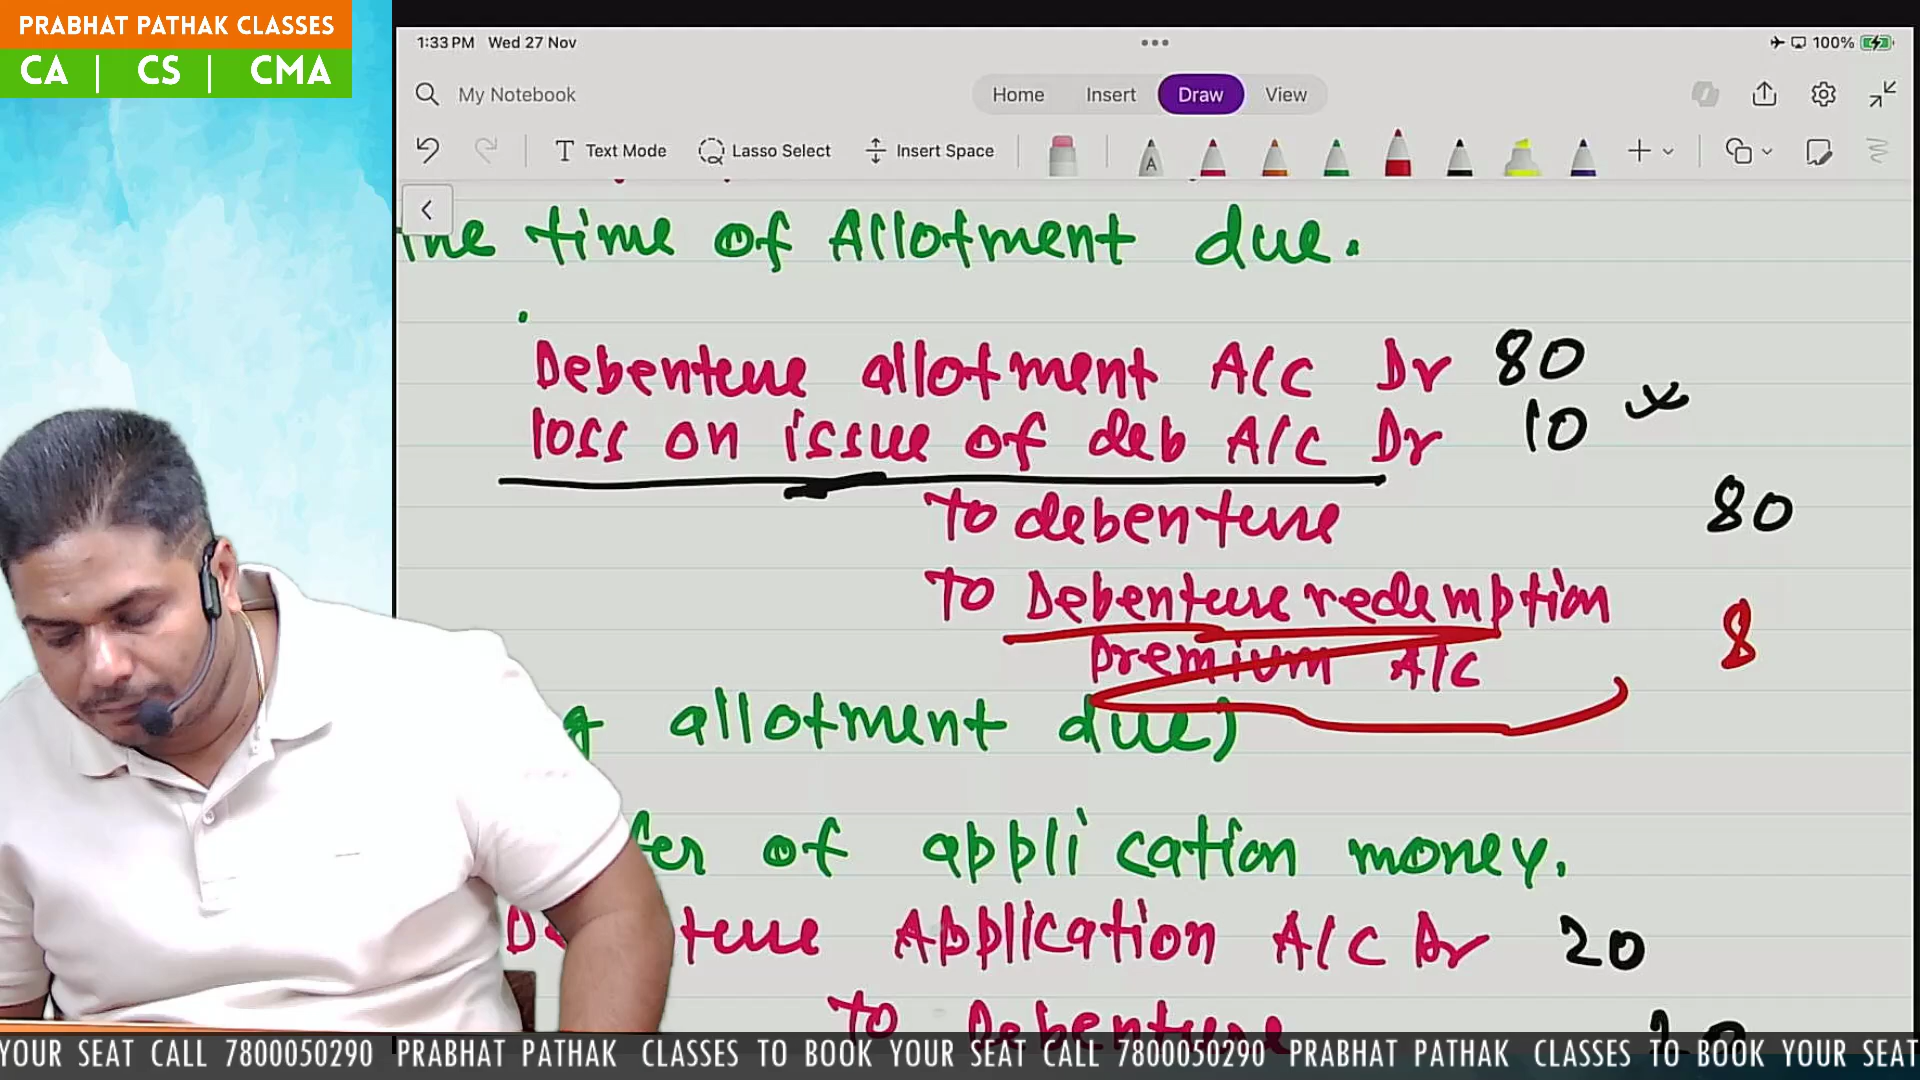 PRABHAT PATHAK CLASSES
CA | CS | CMA
1:33 PM Wed 27 Nov
100%
My Notebook
Home Insert Draw View
Text Mode Lasso Select Insert Space
A
the time of Allotment due.
Debenture allotment A/C Dr 80
loss on issue of deb A/C Dr 10
To debenture 80
To Debenture redemption
Premium A/C 8
allotment due)
of application money.
Application A/C Dr 20
To Debenture 20
YOUR SEAT CALL 7800050290 PRABHAT PATHAK CLASSES TO BOOK YOUR SEAT CALL 7800050290 PRABHAT PATHAK CLASSES TO BOOK YOUR SEAT